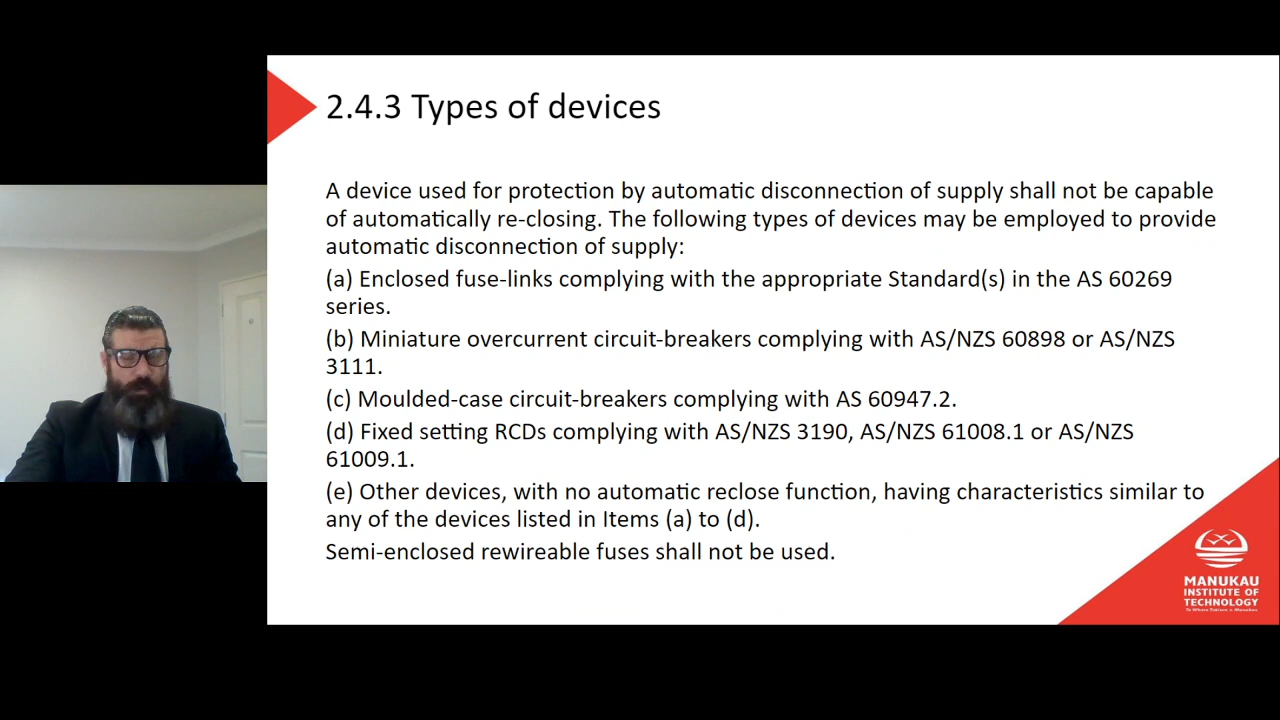 2.4.3 Types of devices
A device used for protection by automatic disconnection of supply shall not be capable
of automatically re-closing. The following types of devices may be employed to provide
automatic disconnection of supply:
(a) Enclosed fuse-links complying with the appropriate Standard(s) in the AS 60269
series.
(b) Miniature overcurrent circuit-breakers complying with AS/NZS 60898 or AS/NZS
3111.
(c) Moulded-case circuit-breakers complying with AS 60947.2.
(d) Fixed setting RCDs complying with AS/NZS 3190, AS/NZS 61008.1 or AS/NZS
61009.1.
(e) Other devices, with no automatic reclose function, having characteristics similar to
any of the devices listed in Items (a) to (d).
Semi-enclosed rewireable fuses shall not be used.
MANUKAU
INSTITUTE OF
TECHNOLOGY